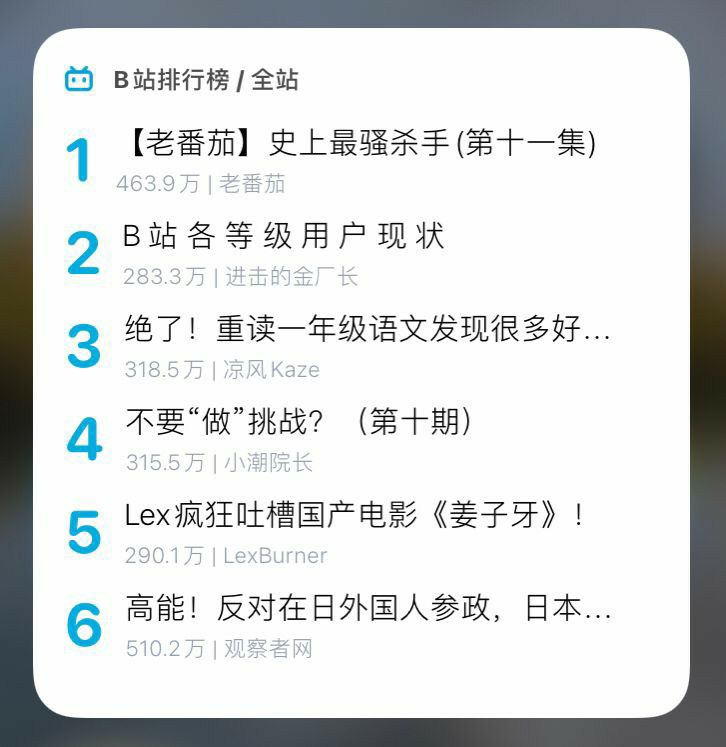 B站排行榜 / 全站
1
【老番茄】史上最骚杀手(第十一集)
463.9万 | 老番茄
2
B站各等级用户现状
283.3万 | 进击的金厂长
3
绝了！重读一年级语文发现很多好...
318.5万 | 凉风Kaze
4
不要“做”挑战？（第十期）
315.5万 | 小潮院长
5
Lex疯狂吐槽国产电影《姜子牙》！
290.1万 | LexBurner
6
高能！反对在日外国人参政，日本...
510.2万 | 观察者网